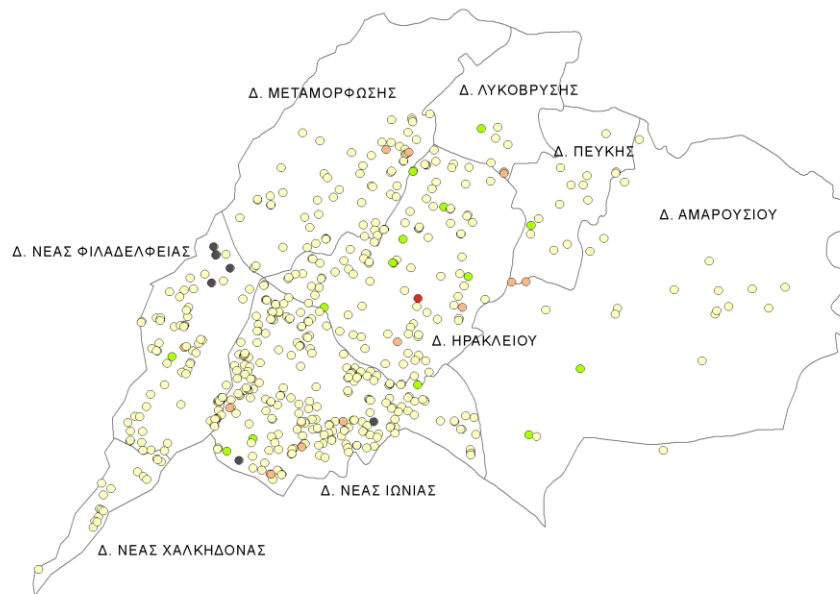 Δ. ΜΕΤΑΜΟΡΦΩΣΗΣ
Δ. ΛΥΚΟΒΡΥΣΗΣ
Δ. ΠΕΥΚΗΣ
Δ. ΑΜΑΡΟΥΣΙΟΥ
Δ. ΝΕΑΣ ΦΙΛΑΔΕΛΦΕΙΑΣ
Δ. ΗΡΑΚΛΕΙΟΥ
Δ. ΝΕΑΣ ΙΩΝΙΑΣ
Δ. ΝΕΑΣ ΧΑΛΚΗΔΟΝΑΣ